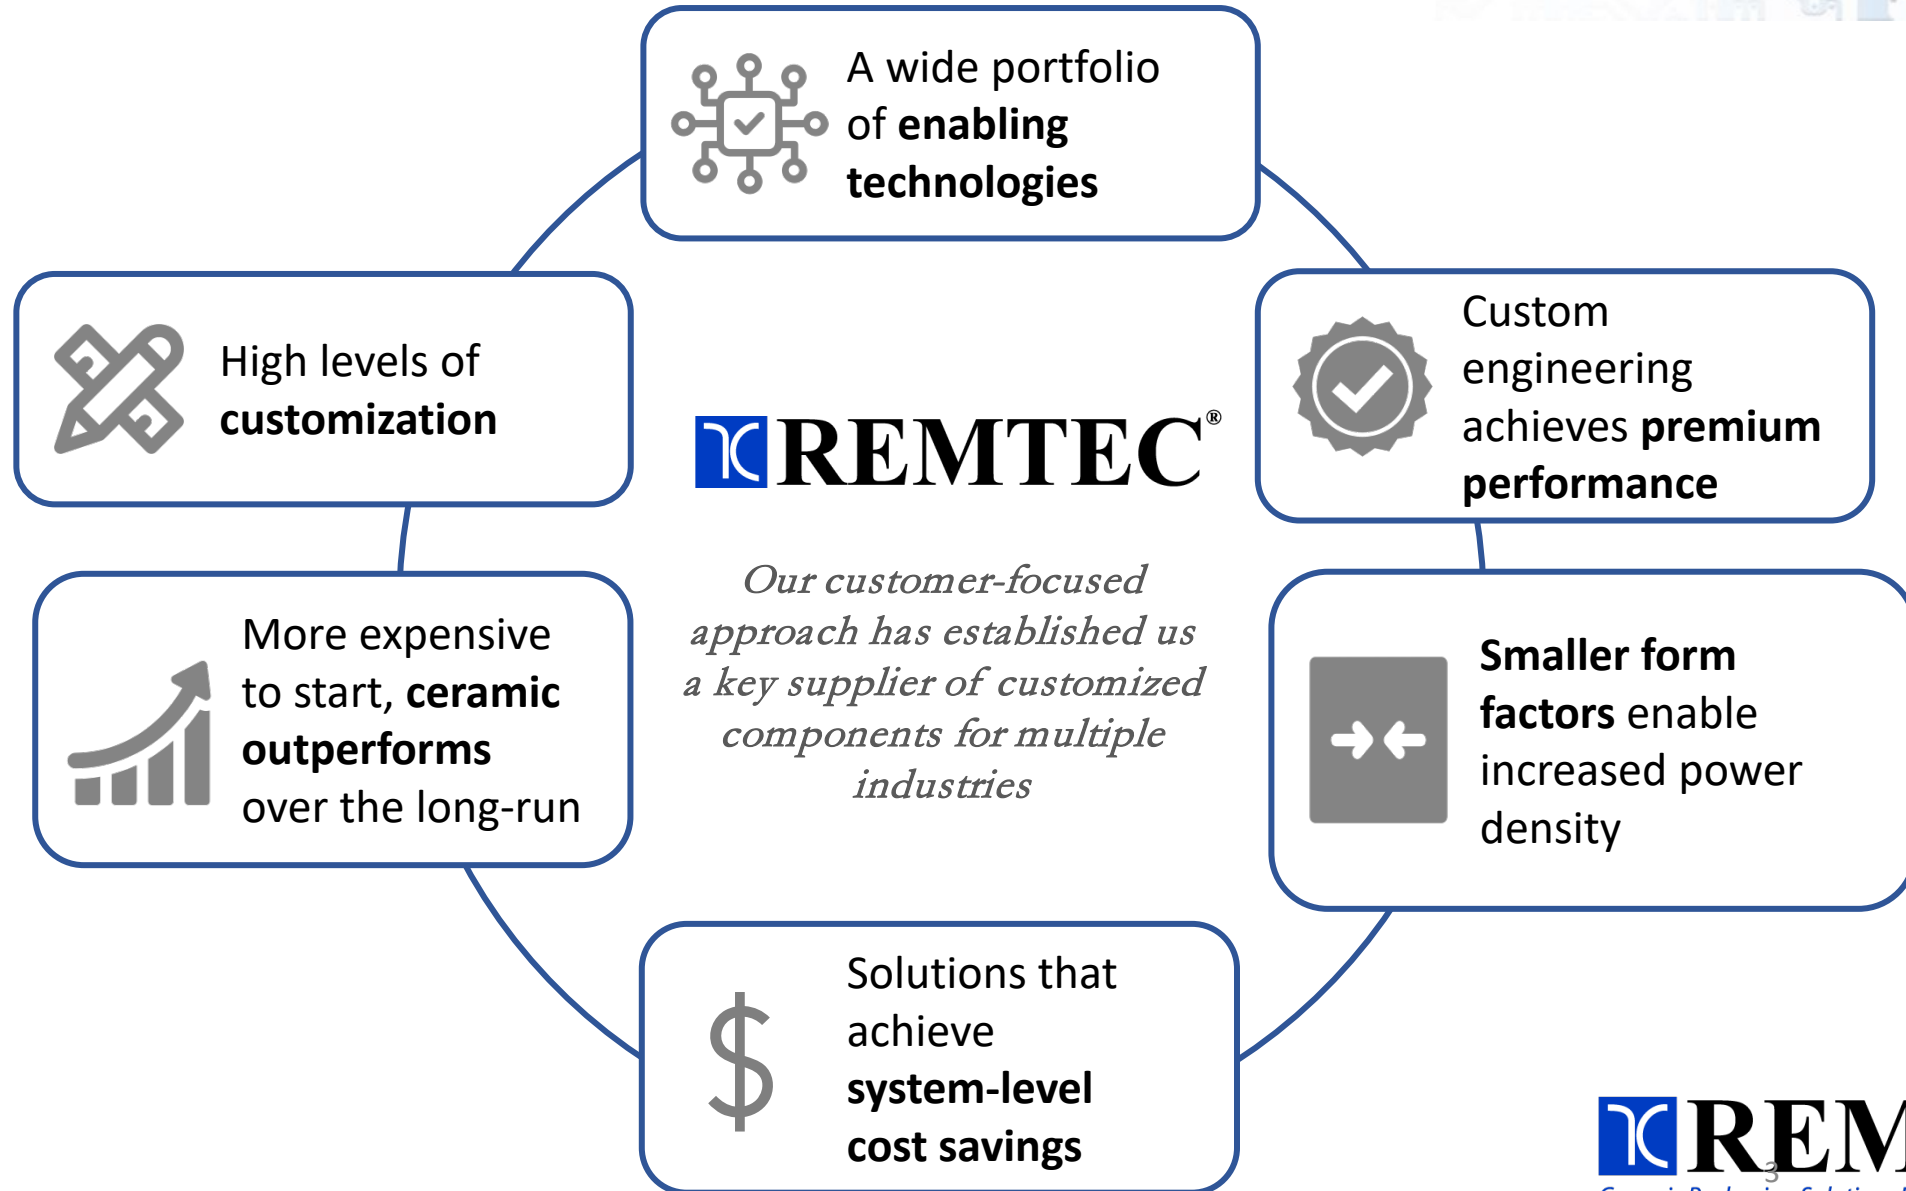 A wide portfolio
of enabling
technologies
High levels of
customization
Custom
engineering
achieves premium
performance
REMTEC®
Our customer-focused
approach has established us
a key supplier of customized
components for multiple
industries
More expensive
to start, ceramic
outperforms
over the long-run
Smaller form
factors enable
increased power
density
Solutions that
achieve
system-level
cost savings
3